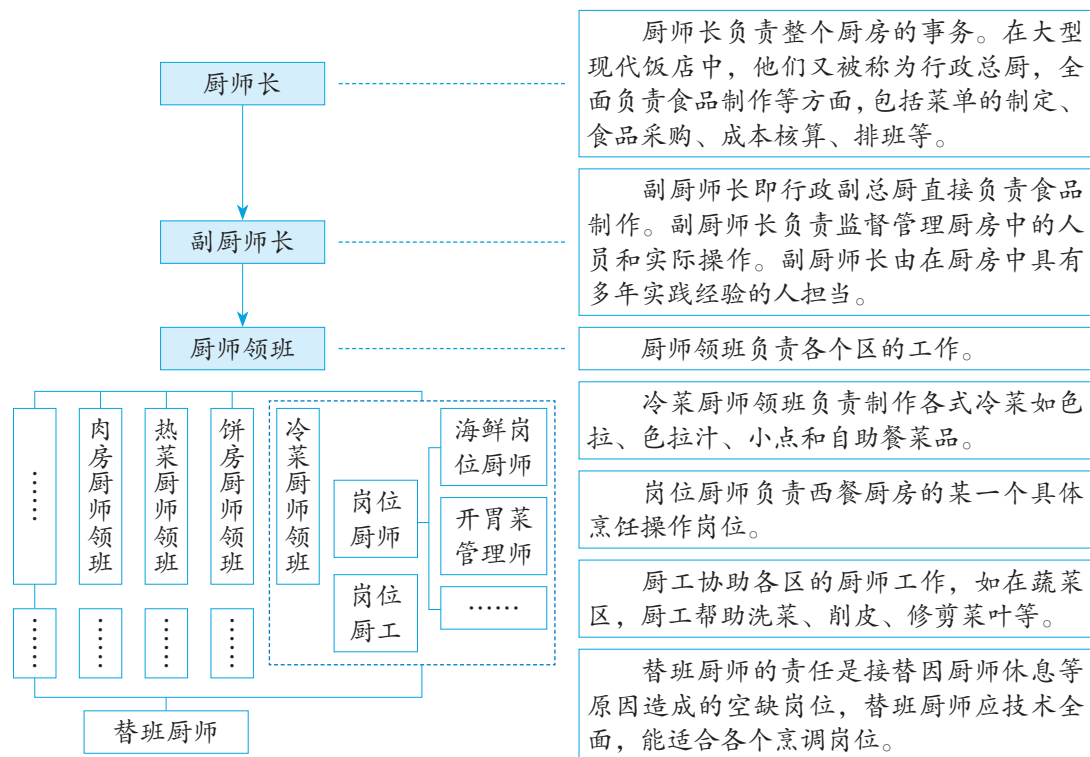 厨师长
厨师长负责整个厨房的事务。在大型
现代饭店中，他们又被称为行政总厨，全
面负责食品制作等方面，包括菜单的制定、
食品采购、成本核算、排班等。
副厨师长
副厨师长即行政副总厨直接负责食品
制作。副厨师长负责监督管理厨房中的人
员和实际操作。副厨师长由在厨房中具有
多年实践经验的人担当。
厨师领班
厨师领班负责各个区的工作。
……
肉房厨师领班
热菜厨师领班
饼房厨师领班
冷菜厨师领班
岗位
厨师
海鲜岗
位厨师
开胃菜
管理师
……
岗位
厨工
……
……
……
……
替班厨师
冷菜厨师领班负责制作各式冷菜如色
拉、色拉汁、小点和自助餐菜品。
岗位厨师负责西餐厨房的某一个具体
烹饪操作岗位。
厨工协助各区的厨师工作，如在蔬菜
区，厨工帮助洗菜、削皮、修剪菜叶等。
替班厨师的责任是接替因厨师休息等
原因造成的空缺岗位，替班厨师应技术全
面，能适合各个烹调岗位。